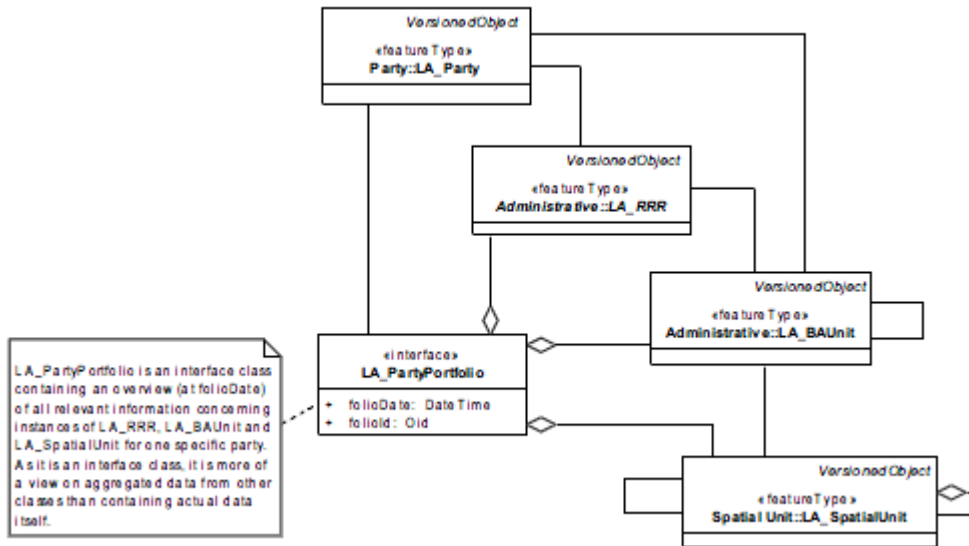 VersionedObject
«featureType»
Party::LA_Party
VersionedObject
«featureType»
Administrative::LA_RRR
VersionedObject
«featureType»
Administrative::LA_BAUnit
«interface»
LA_PartyPortfolio
+ folioDate: DateTime
+ folioId: Oid
LA_PartyPortfolio is an interface class
containing an overview (at folioDate)
of all relevant information concerning
instances of LA_RRR, LA_BAUnit and
LA_SpatialUnit for one specific party.
As it is an interface class, it is more of
a view on aggregated data from other
classes than containing actual data
itself.
VersionedObject
«featureType»
Spatial Unit::LA_SpatialUnit